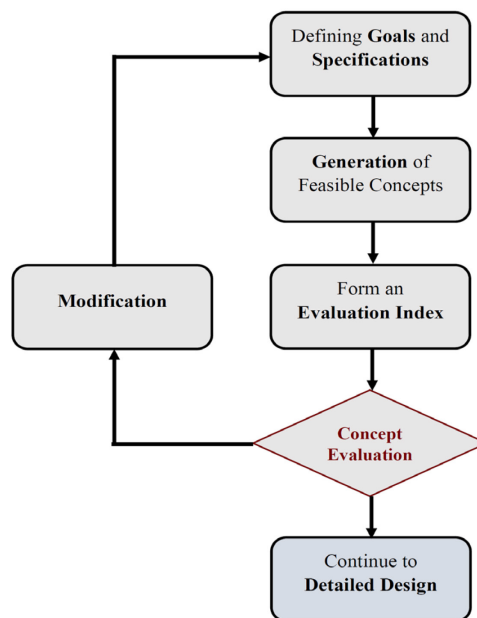 Defining Goals and
Specifications
Generation of
Feasible Concepts
Modification
Form an
Evaluation Index
Concept
Evaluation
Continue to
Detailed Design